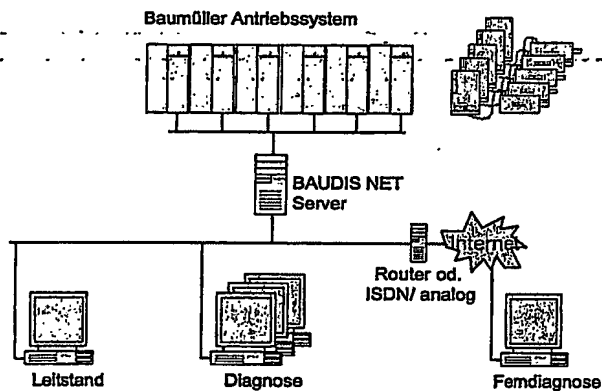 Baumüller Antriebssystem
BAUDIS NET
Server
Internet
Router od.
ISDN/ analog
Leitstand
Diagnose
Ferndiagnose